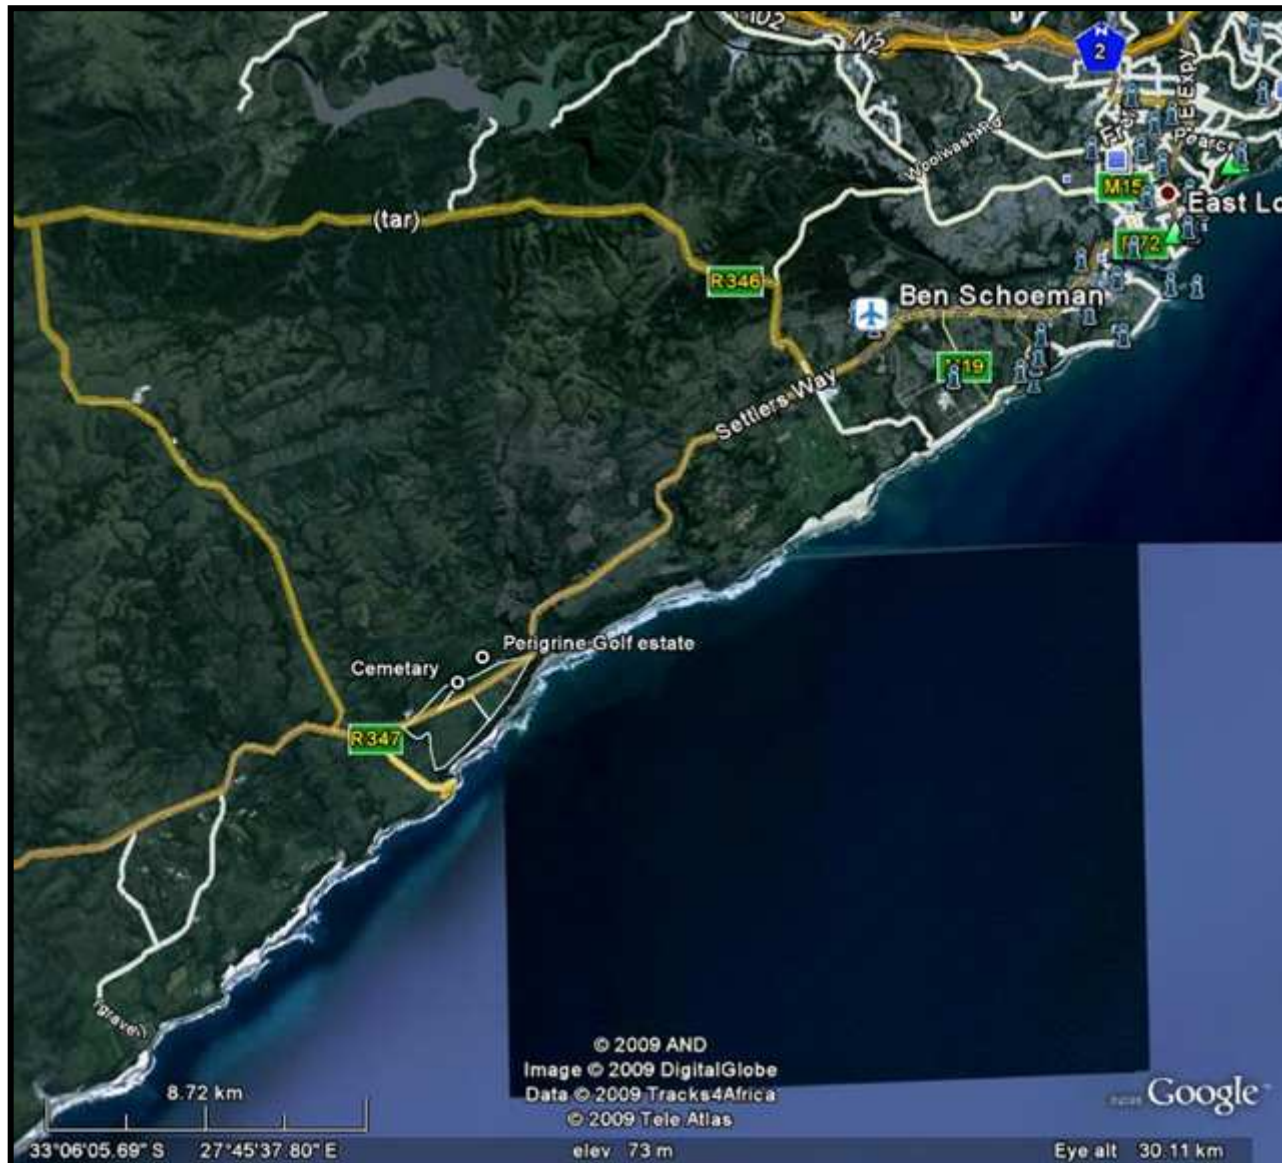 N2
N
2
Woolwash Rd
(tar)
M15
East Lo
R72
R346
Ben Schoeman
M19
Settlers Way
Perigrine Golf estate
Cemetary
R347
(gravel)
8.72 km
© 2009 AND
Image © 2009 DigitalGlobe
Data © 2009 Tracks4Africa
© 2009 Tele Atlas
Google
33°06'05.69" S 27°45'37.80" E elev 73 m Eye alt 30.11 km